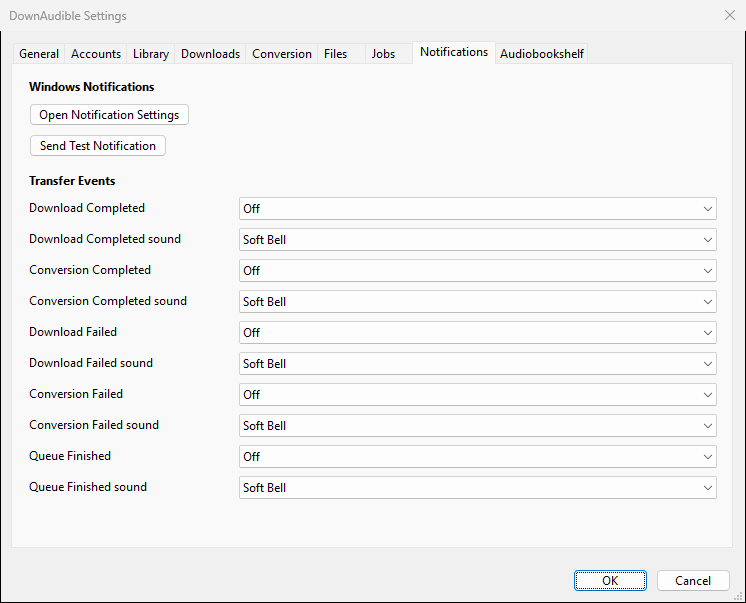 DownAudible Settings
General Accounts Library Downloads Conversion Files Jobs Notifications Audiobookshelf
Windows Notifications
Open Notification Settings
Send Test Notification
Transfer Events
Download Completed Off
Download Completed sound Soft Bell
Conversion Completed Off
Conversion Completed sound Soft Bell
Download Failed Off
Download Failed sound Soft Bell
Conversion Failed Off
Conversion Failed sound Soft Bell
Queue Finished Off
Queue Finished sound Soft Bell
OK Cancel